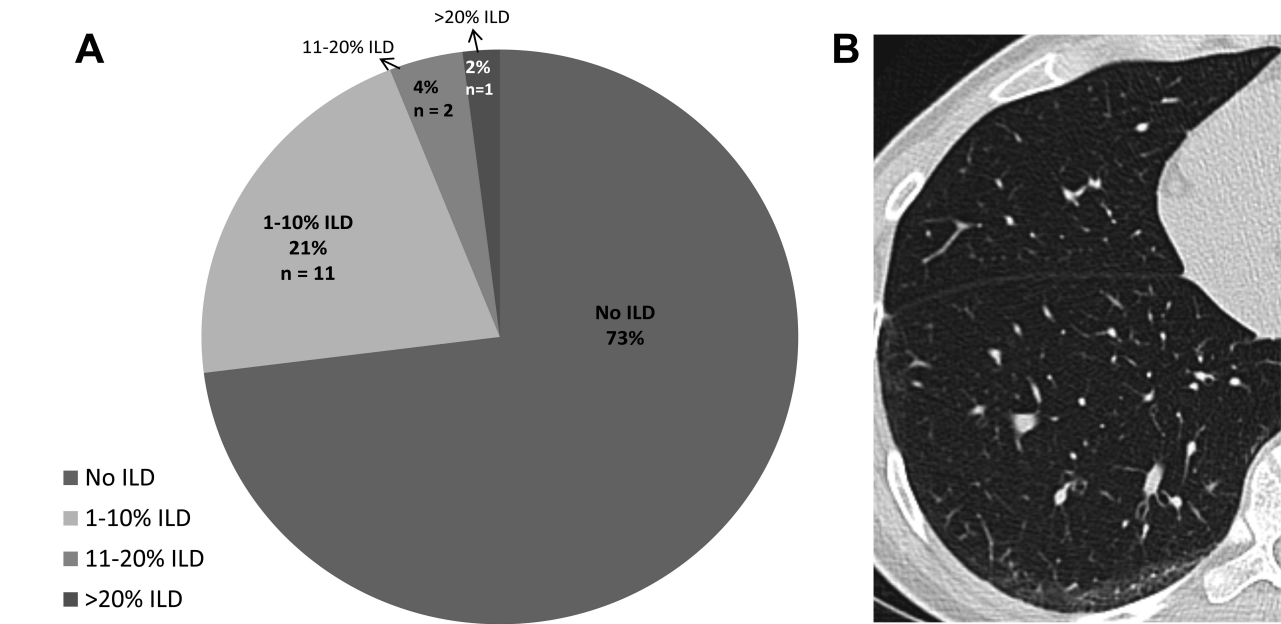 A
>20% ILD
11-20% ILD
2%
n=1
4%
n = 2
1-10% ILD
21%
n = 11
No ILD
73%
No ILD
1-10% ILD
11-20% ILD
>20% ILD
B